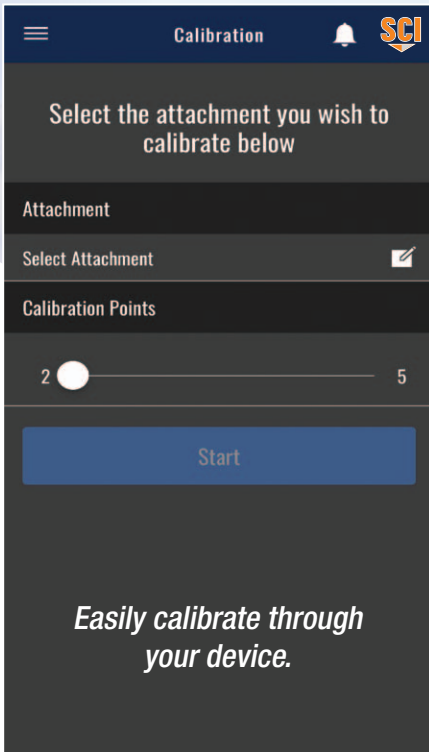 Calibration
SCI
Select the attachment you wish to
calibrate below
Attachment
Select Attachment
Calibration Points
2 5
Start
Easily calibrate through
your device.